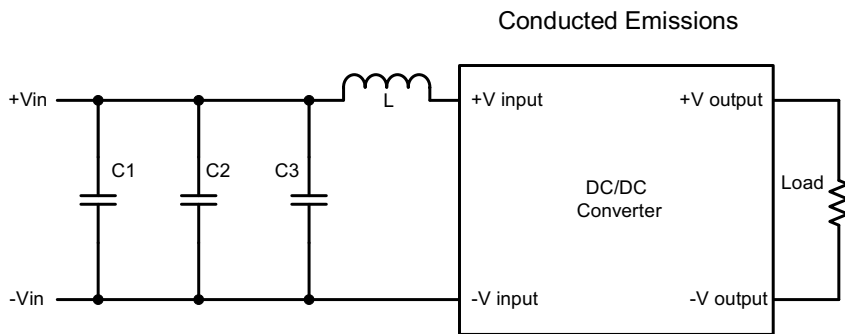 Conducted Emissions
+Vin
L
+V input
+V output
C1
C2
C3
DC/DC
Converter
Load
-Vin
-V input
-V output